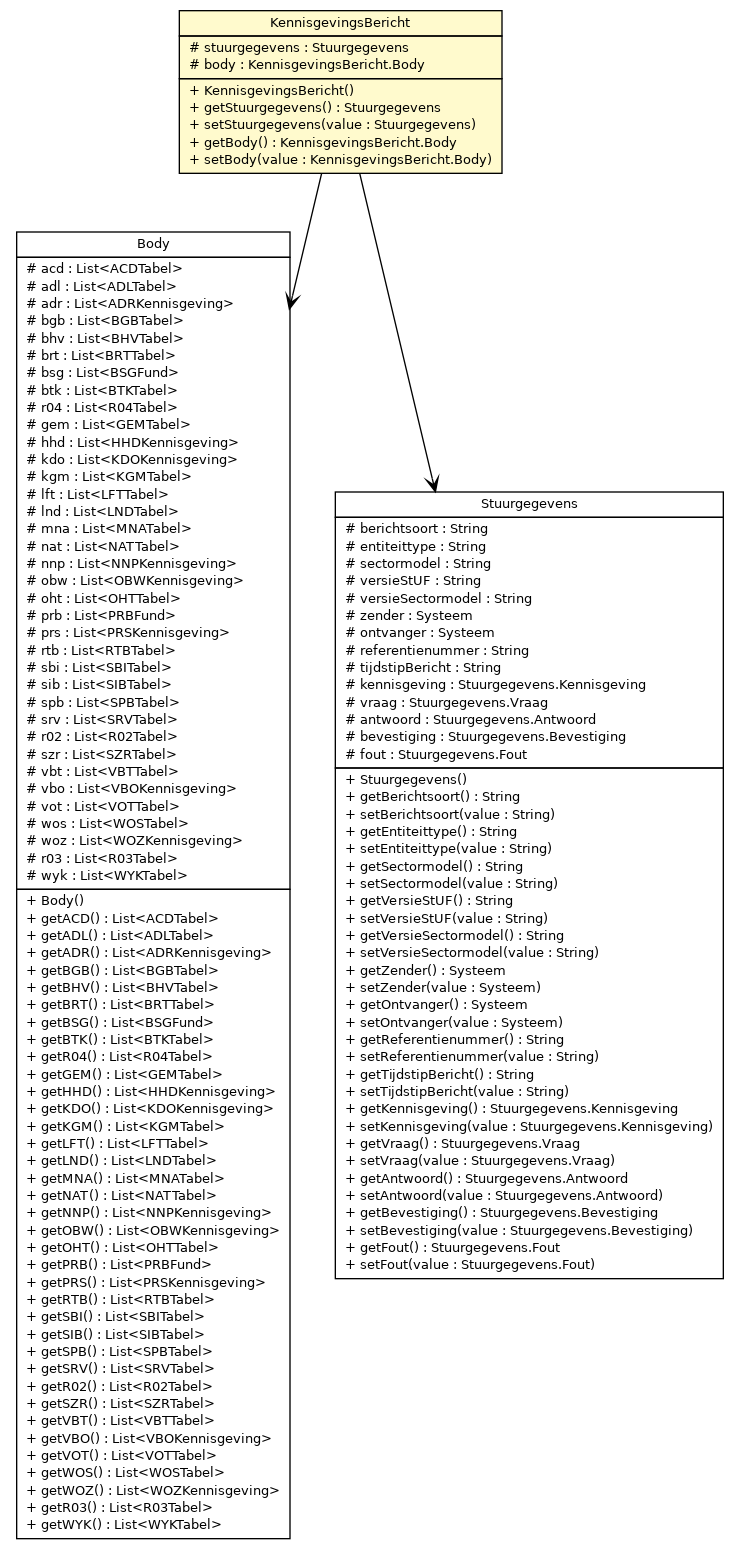 KennisgevingsBericht
# stuurgegevens : Stuurgegevens
# body : KennisgevingsBericht.Body
+ KennisgevingsBericht()
+ getStuurgegevens() : Stuurgegevens
+ setStuurgegevens(value : Stuurgegevens)
+ getBody() : KennisgevingsBericht.Body
+ setBody(value : KennisgevingsBericht.Body)
Body
# acd : List<ACDTabel>
# adl : List<ADLTabel>
# adr : List<ADRKennisgeving>
# bgb : List<BGBTabel>
# bhv : List<BHVTabel>
# brt : List<BRTTabel>
# bsg : List<BSGFund>
# btk : List<BTKTabel>
# r04 : List<R04Tabel>
# gem : List<GEMTabel>
# hhd : List<HHDKennisgeving>
# kdo : List<KDOKennisgeving>
# kgm : List<KGMTabel>
# lft : List<LFTTabel>
# lnd : List<LNDTabel>
# mna : List<MNATabel>
# nat : List<NATTabel>
# nnp : List<NNPKennisgeving>
# obw : List<OBWKennisgeving>
# oht : List<OHTTabel>
# prb : List<PRBFund>
# prs : List<PRSKennisgeving>
# rtb : List<RTBTabel>
# sbi : List<SBITabel>
# sib : List<SIBTabel>
# spb : List<SPBTabel>
# srv : List<SRVTabel>
# r02 : List<R02Tabel>
# szr : List<SZRTabel>
# vbt : List<VBTTabel>
# vbo : List<VBOKennisgeving>
# vot : List<VOTTabel>
# wos : List<WOSTabel>
# woz : List<WOZKennisgeving>
# r03 : List<R03Tabel>
# wyk : List<WYKTabel>
+ Body()
+ getACD() : List<ACDTabel>
+ getADL() : List<ADLTabel>
+ getADR() : List<ADRKennisgeving>
+ getBGB() : List<BGBTabel>
+ getBHV() : List<BHVTabel>
+ getBRT() : List<BRTTabel>
+ getBSG() : List<BSGFund>
+ getBTK() : List<BTKTabel>
+ getR04() : List<R04Tabel>
+ getGEM() : List<GEMTabel>
+ getHHD() : List<HHDKennisgeving>
+ getKDO() : List<KDOKennisgeving>
+ getKGM() : List<KGMTabel>
+ getLFT() : List<LFTTabel>
+ getLND() : List<LNDTabel>
+ getMNA() : List<MNATabel>
+ getNAT() : List<NATTabel>
+ getNNP() : List<NNPKennisgeving>
+ getOBW() : List<OBWKennisgeving>
+ getOHT() : List<OHTTabel>
+ getPRB() : List<PRBFund>
+ getPRS() : List<PRSKennisgeving>
+ getRTB() : List<RTBTabel>
+ getSBI() : List<SBITabel>
+ getSIB() : List<SIBTabel>
+ getSPB() : List<SPBTabel>
+ getSRV() : List<SRVTabel>
+ getR02() : List<R02Tabel>
+ getSZR() : List<SZRTabel>
+ getVBT() : List<VBTTabel>
+ getVBO() : List<VBOKennisgeving>
+ getVOT() : List<VOTTabel>
+ getWOS() : List<WOSTabel>
+ getWOZ() : List<WOZKennisgeving>
+ getR03() : List<R03Tabel>
+ getWYK() : List<WYKTabel>
Stuurgegevens
# berichtsoort : String
# entiteittype : String
# sectormodel : String
# versieStUF : String
# versieSectormodel : String
# zender : Systeem
# ontvanger : Systeem
# referentienummer : String
# tijdstipBericht : String
# kennisgeving : Stuurgegevens.Kennisgeving
# vraag : Stuurgegevens.Vraag
# antwoord : Stuurgegevens.Antwoord
# bevestiging : Stuurgegevens.Bevestiging
# fout : Stuurgegevens.Fout
+ Stuurgegevens()
+ getBerichtsoort() : String
+ setBerichtsoort(value : String)
+ getEntiteittype() : String
+ setEntiteittype(value : String)
+ getSectormodel() : String
+ setSectormodel(value : String)
+ getVersieStUF() : String
+ setVersieStUF(value : String)
+ getVersieSectormodel() : String
+ setVersieSectormodel(value : String)
+ getZender() : Systeem
+ setZender(value : Systeem)
+ getOntvanger() : Systeem
+ setOntvanger(value : Systeem)
+ getReferentienummer() : String
+ setReferentienummer(value : String)
+ getTijdstipBericht() : String
+ setTijdstipBericht(value : String)
+ getKennisgeving() : Stuurgegevens.Kennisgeving
+ setKennisgeving(value : Stuurgegevens.Kennisgeving)
+ getVraag() : Stuurgegevens.Vraag
+ setVraag(value : Stuurgegevens.Vraag)
+ getAntwoord() : Stuurgegevens.Antwoord
+ setAntwoord(value : Stuurgegevens.Antwoord)
+ getBevestiging() : Stuurgegevens.Bevestiging
+ setBevestiging(value : Stuurgegevens.Bevestiging)
+ getFout() : Stuurgegevens.Fout
+ setFout(value : Stuurgegevens.Fout)